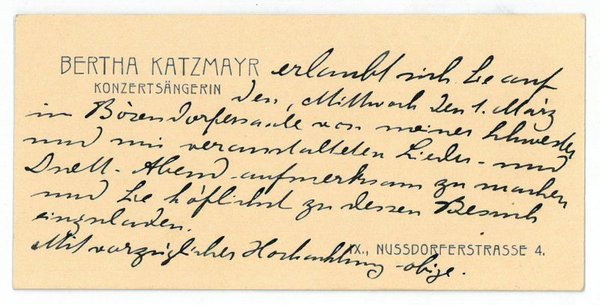 BERTHA KATZMAYR erlaubt sich Sie auf
KONZERTSÄNGERIN
den, Mittwoch den 1. März
im Bösendorfersaale von meiner Schwester
und mir veranstalteten Lieder- und
Duett-Abend aufmerksam zu machen
und Sie höflichst zu dessen Besuch
einzuladen.
IX., NUSSDORFERSTRASSE 4.
Mit vorzüglicher Hochachtung obige.